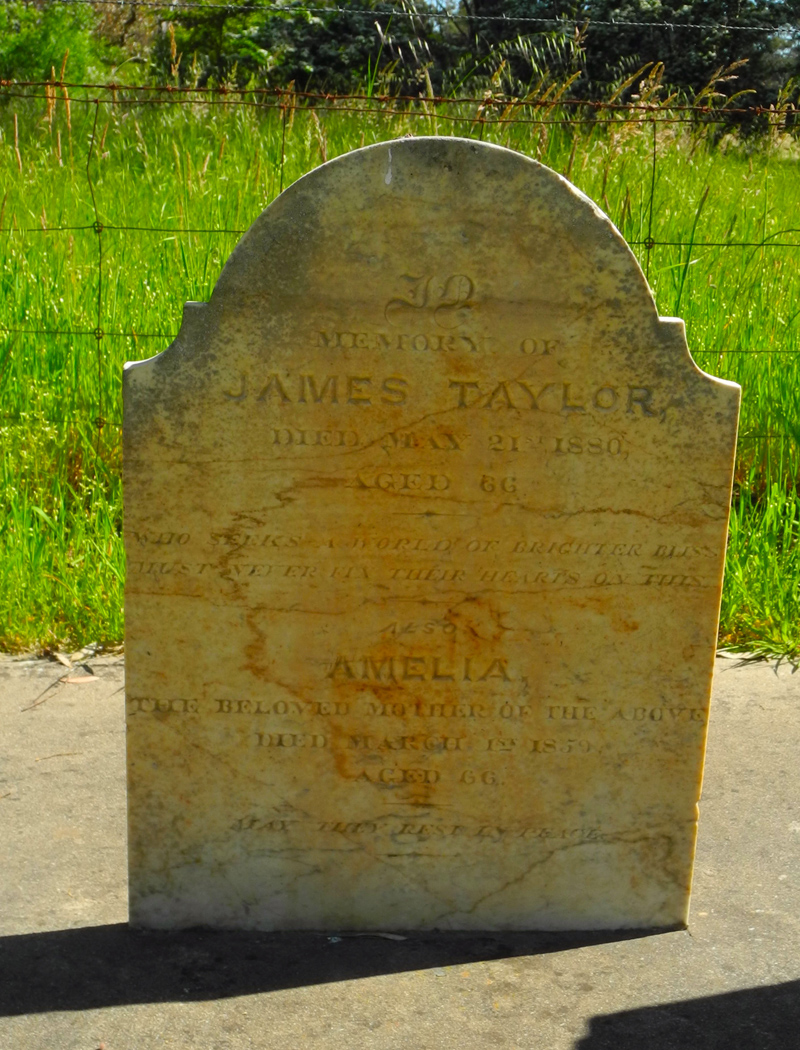 In
MEMORY OF
JAMES TAYLOR,
DIED MAY 21ST 1880,
AGED 66
WHO SEEKS A WORLD OF BRIGHTER BLISS
MUST NEVER FIX THEIR HEARTS ON THIS.
ALSO
AMELIA,
THE BELOVED MOTHER OF THE ABOVE
DIED MARCH 1ST 1859.
AGED 66.
MAY THEY REST IN PEACE